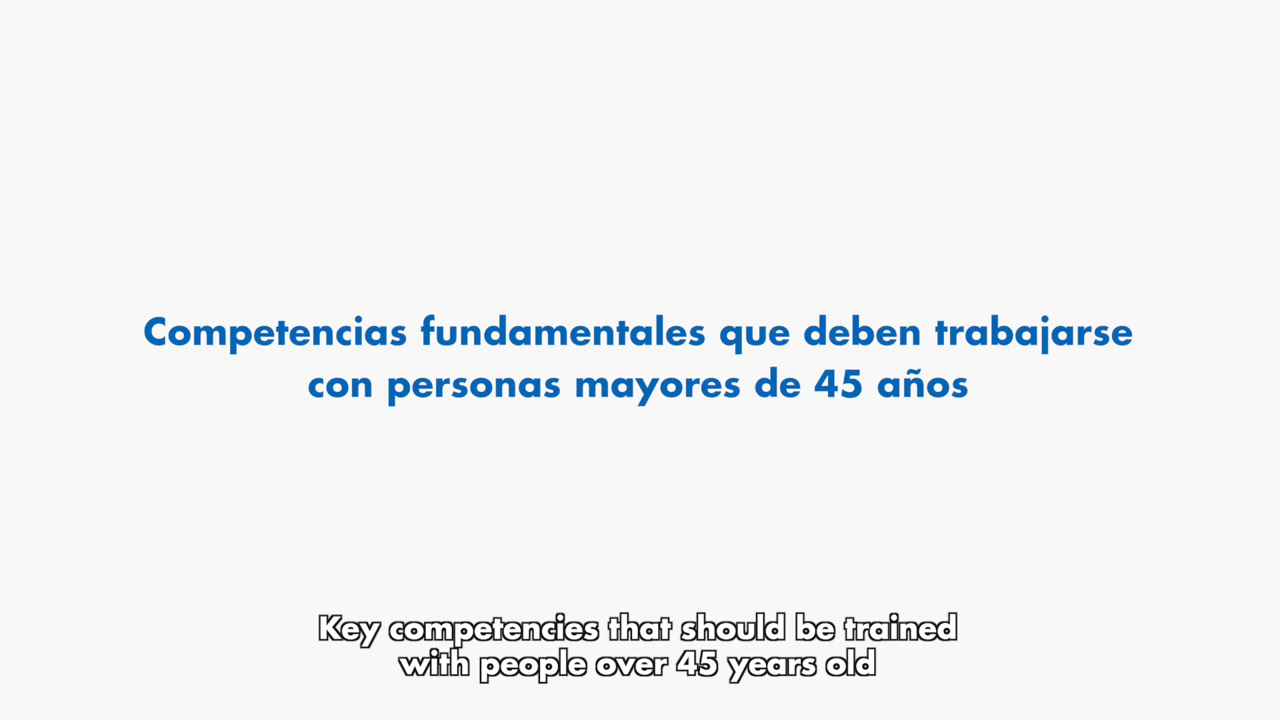 Competencias fundamentales que deben trabajarse
con personas mayores de 45 años
Key competencies that should be trained
with people over 45 years old